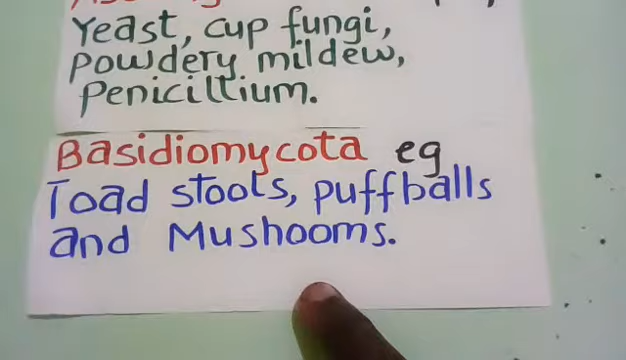 Yeast, cup fungi,
powdery mildew,
penicillium.
Basidiomycota eg
Toad stools, puffballs
and Mushooms.